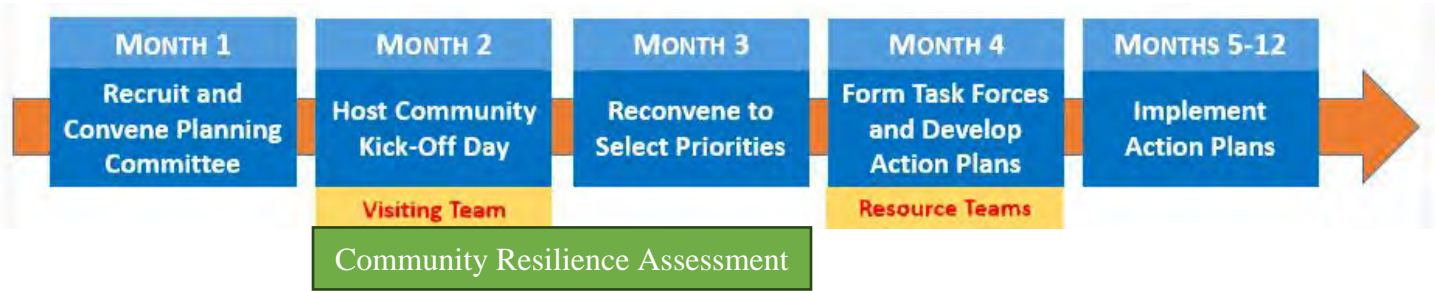 MONTH 1
Recruit and
Convene Planning
Committee
MONTH 2
Host Community
Kick-Off Day
Visiting Team
MONTH 3
Reconvene to
Select Priorities
MONTH 4
Form Task Forces
and Develop
Action Plans
Resource Teams
MONTHS 5-12
Implement
Action Plans
Community Resilience Assessment